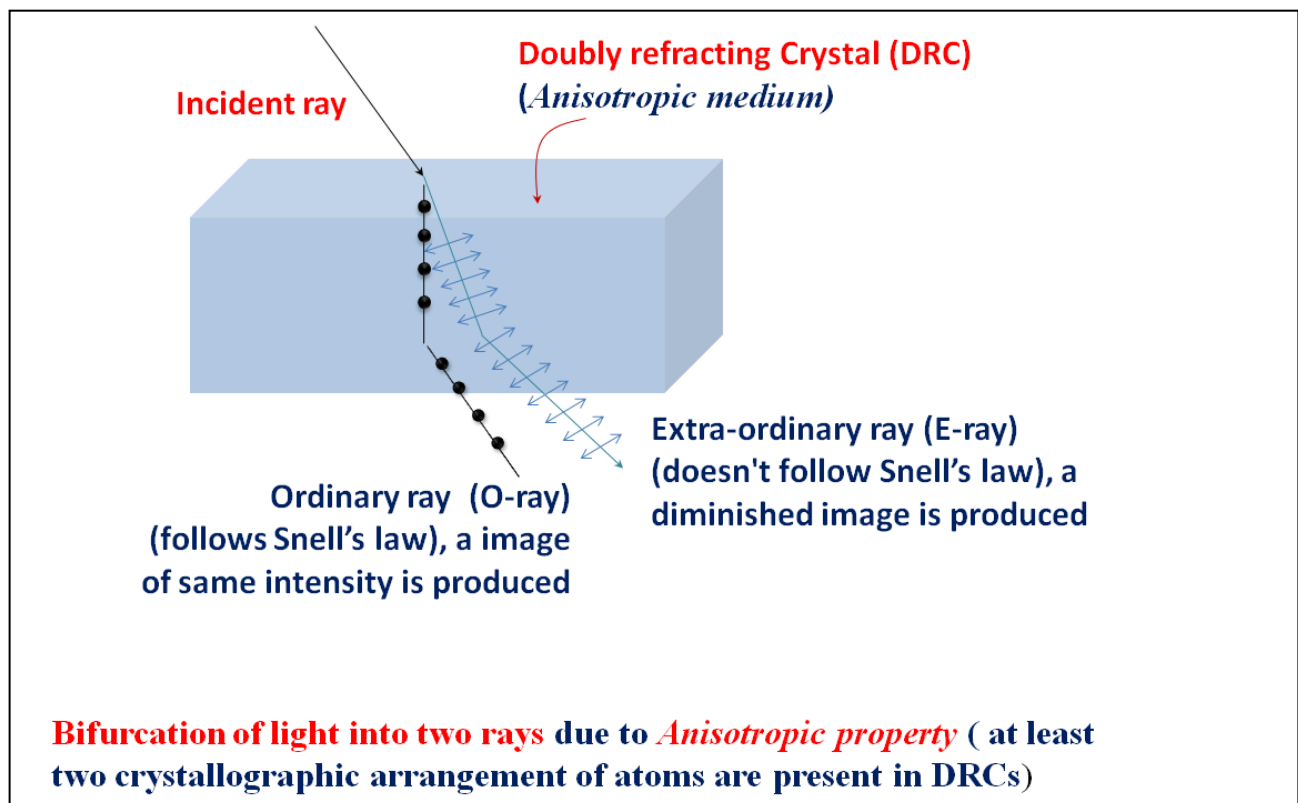 Doubly refracting Crystal (DRC)
(Anisotropic medium)
Incident ray
Extra-ordinary ray (E-ray)
(doesn't follow Snell’s law), a
diminished image is produced
Ordinary ray (O-ray)
(follows Snell’s law), a image
of same intensity is produced
Bifurcation of light into two rays due to Anisotropic property ( at least
two crystallographic arrangement of atoms are present in DRCs)